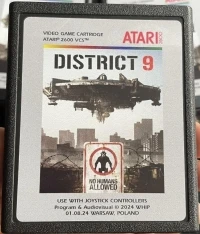 VIDEO GAME CARTRIDGE
ATARI® 2600 VCS™
ATARI
DISTRICT 9
NO HUMANS
ALLOWED
USE WITH JOYSTICK CONTROLLERS
Program & Audiovisual © 2024 WHIP
01.08.24 WARSAW, POLAND